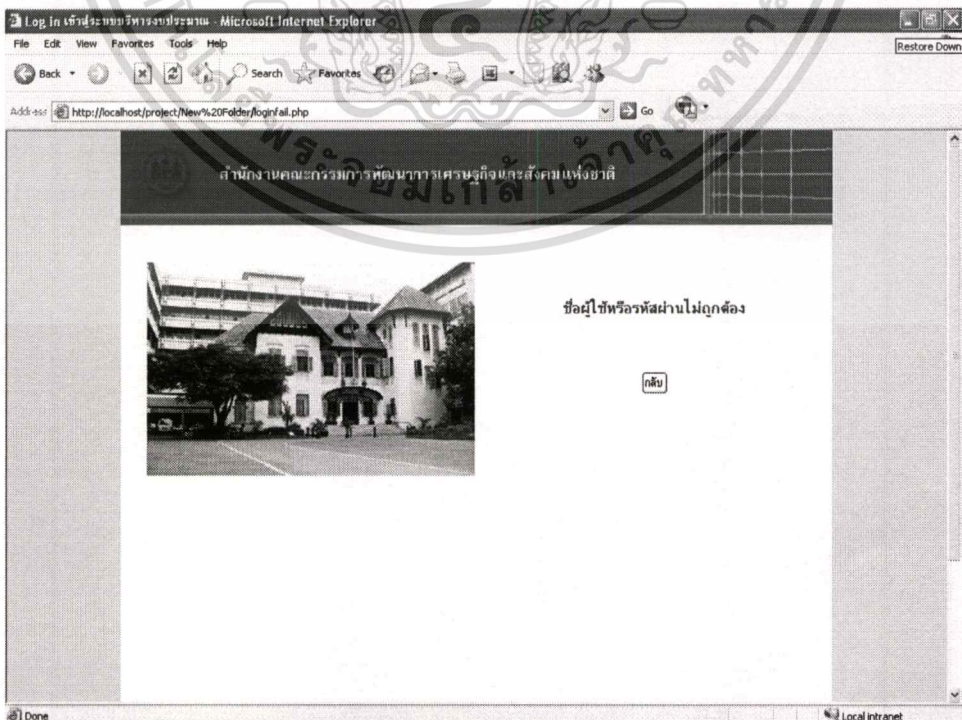 Log in เข้าสู่ระบบบริหารงบประมาณ - Microsoft Internet Explorer
File Edit View Favorites Tools Help
Restore Down
Back Search Favorites
Address http://localhost/project/New%20Folder/loginfail.php Go
สำนักงานคณะกรรมการพัฒนาการเศรษฐกิจและสังคมแห่งชาติ
ชื่อผู้ใช้หรือรหัสผ่านไม่ถูกต้อง
กลับ
Done Local intranet